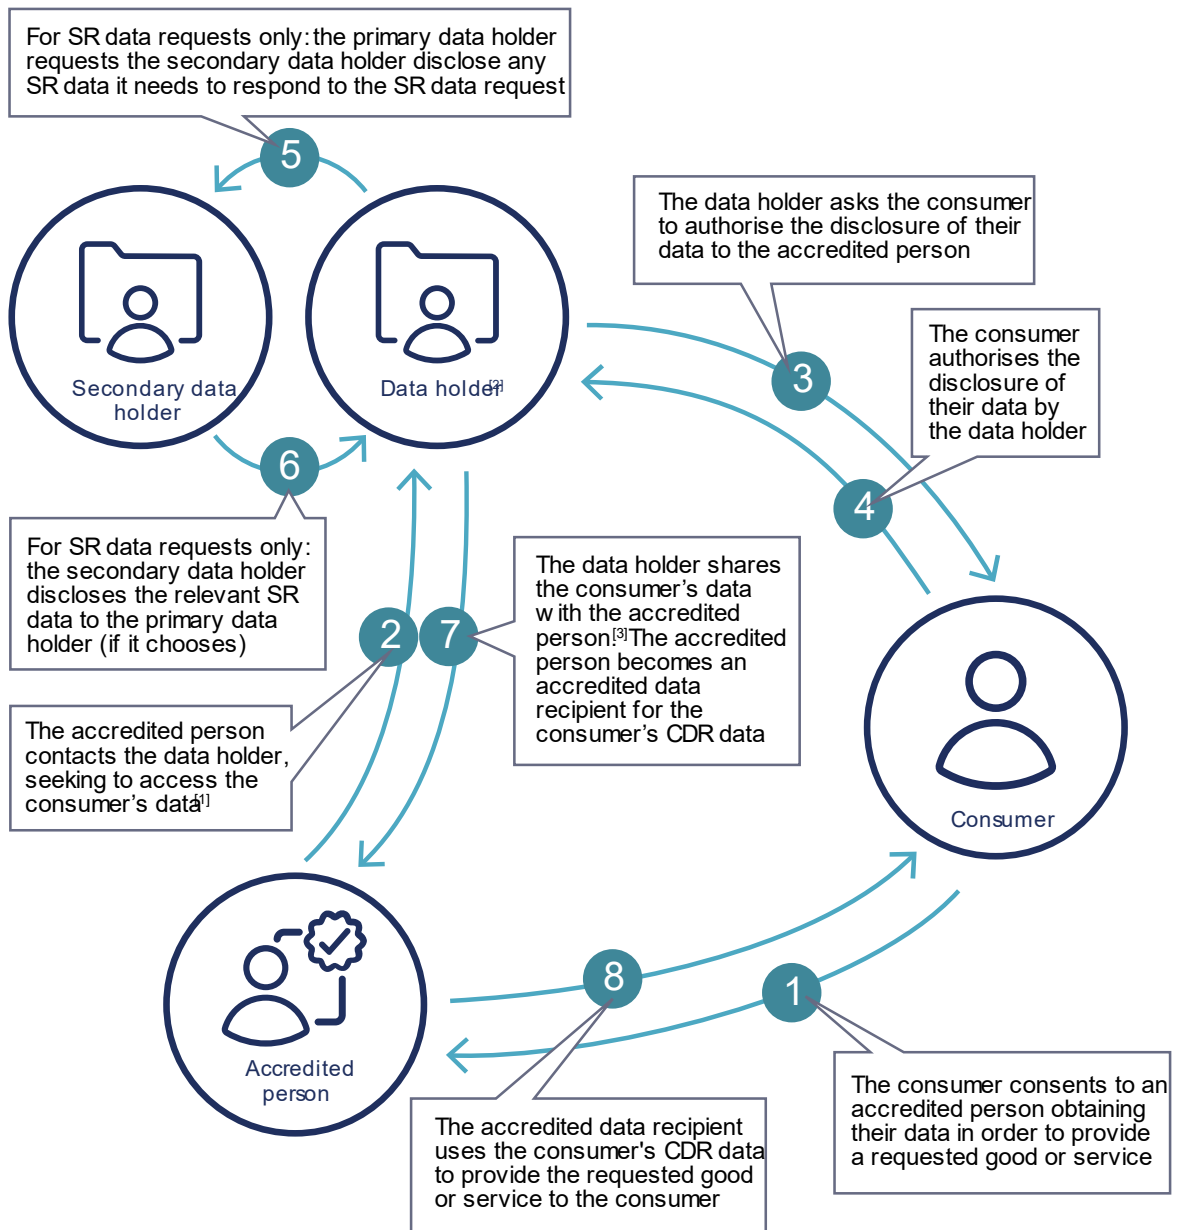 For SR data requests only: the primary data holder
requests the secondary data holder disclose any
SR data it needs to respond to the SR data request
5
The data holder asks the consumer
to authorise the disclosure of their
data to the accredited person
3
The consumer
authorises the
disclosure of
their data by
the data holder
4
Secondary data
holder
Data holder[2]
6
For SR data requests only:
the secondary data holder
discloses the relevant SR
data to the primary data
holder (if it chooses)
2
7
The data holder shares
the consumer’s data
with the accredited
person.[3] The accredited
person becomes an
accredited data
recipient for the
consumer’s CDR data
The accredited person
contacts the data holder,
seeking to access the
consumer’s data[1]
Consumer
Accredited
person
8
1
The accredited data recipient
uses the consumer's CDR data
to provide the requested good
or service to the consumer
The consumer consents to an
accredited person obtaining
their data in order to provide
a requested good or service